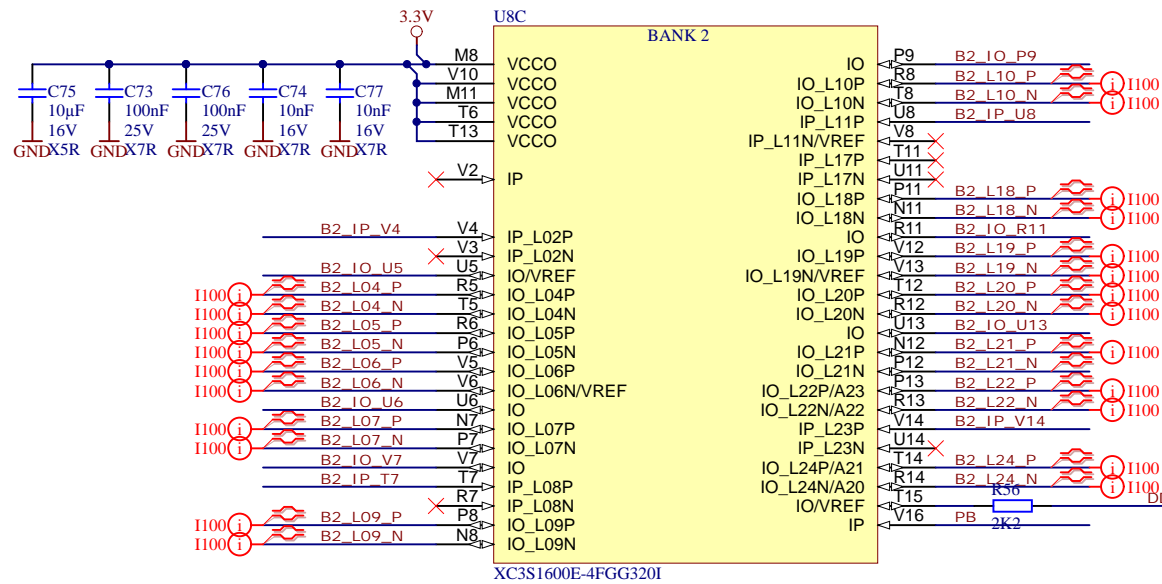 U8C
3.3V
BANK 2
M8 VCCO
V10 VCCO
M11 VCCO
T6 VCCO
T13 VCCO
C75 10µF 16V X5R GND
C73 100nF 25V X7R GND
C76 100nF 25V X7R GND
C74 10nF 16V X7R GND
C77 10nF 16V X7R GND
V2 IP
B2_IP_V4 V4 IP_L02P
V3 IP_L02N
B2_IO_U5 U5 IO/VREF
I100 i B2_L04_P R5 IO_L04P
I100 i B2_L04_N T5 IO_L04N
I100 i B2_L05_P R6 IO_L05P
I100 i B2_L05_N P6 IO_L05N
I100 i B2_L06_P V5 IO_L06P
I100 i B2_L06_N V6 IO_L06N/VREF
B2_IO_U6 U6 IO
I100 i B2_L07_P N7 IO_L07P
I100 i B2_L07_N P7 IO_L07N
B2_IO_V7 V7 IO
B2_IP_T7 T7 IP_L08P
R7 IP_L08N
I100 i B2_L09_P P8 IO_L09P
I100 i B2_L09_N N8 IO_L09N
IO P9 B2_IO_P9
IO_L10P R8 B2_L10_P i I100
IO_L10N T8 B2_L10_N i I100
IP_L11P U8 B2_IP_U8
IP_L11N/VREF V8
IP_L17P T11
IP_L17N U11
IO_L18P P11 B2_L18_P i I100
IO_L18N N11 B2_L18_N i I100
IO R11 B2_IO_R11
IO_L19P V12 B2_L19_P i I100
IO_L19N/VREF V13 B2_L19_N i I100
IO_L20P T12 B2_L20_P i I100
IO_L20N R12 B2_L20_N i I100
IO U13 B2_IO_U13
IO_L21P N12 B2_L21_P i I100
IO_L21N P12 B2_L21_N
IO_L22P/A23 P13 B2_L22_P i I100
IO_L22N/A22 R13 B2_L22_N i I100
IP_L23P V14 B2_IP_V14
IP_L23N U14
IO_L24P/A21 T14 B2_L24_P i I100
IO_L24N/A20 R14 B2_L24_N i I100
IO/VREF T15 R56 2K2
IP V16 PB
XC3S1600E-4FGG320I